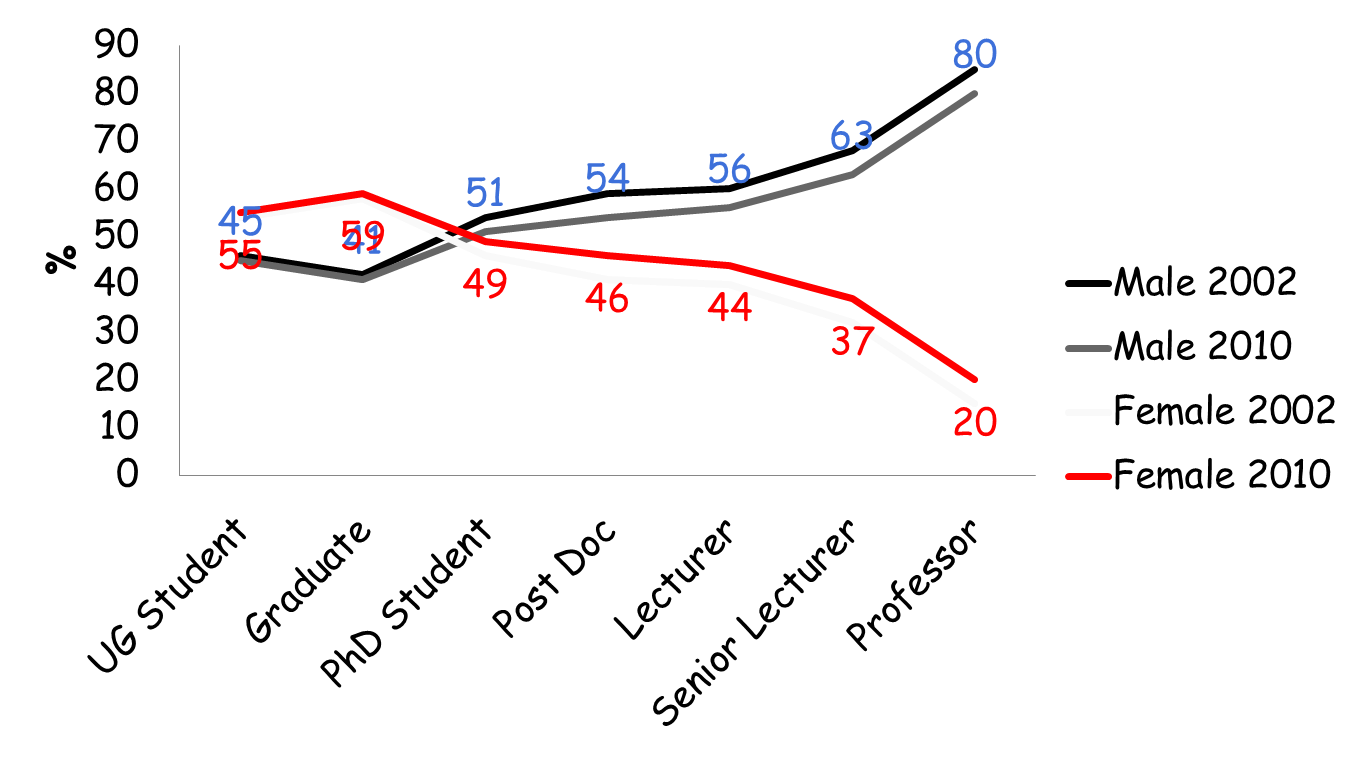 90
80
70
60
50
40
30
20
10
0
%
45 41 51 54 56 63 80
55 59 49 46 44 37 20
UG Student
Graduate
PhD Student
Post Doc
Lecturer
Senior Lecturer
Professor
Male 2002
Male 2010
Female 2002
Female 2010